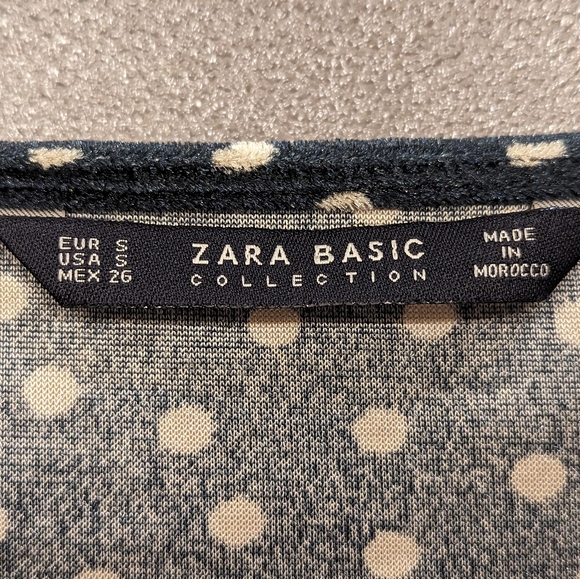 EUR S
USA S
MEX 26
ZARA BASIC
COLLECTION
MADE
IN
MOROCCO